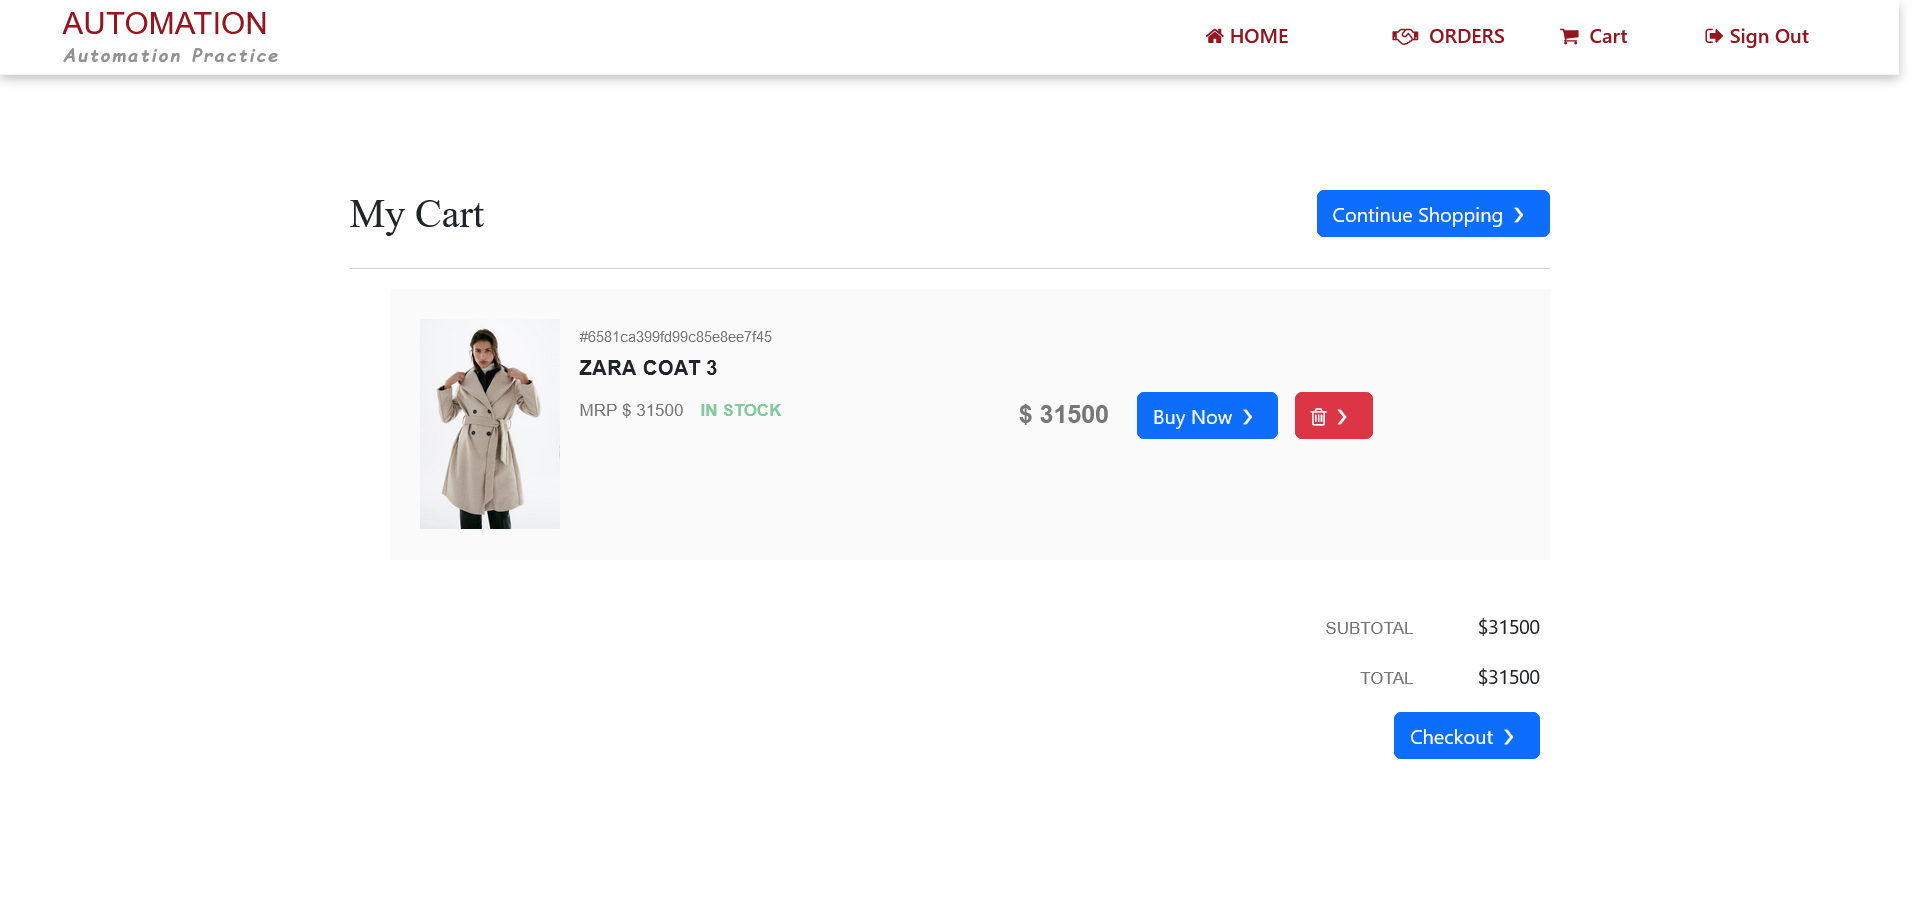 AUTOMATION
Automation Practice
HOME
ORDERS
Cart
Sign Out
My Cart
Continue Shopping ❯
#6581ca399fd99c85e8ee7f45
ZARA COAT 3
MRP $ 31500 IN STOCK
$ 31500
Buy Now ❯
❯
SUBTOTAL $31500
TOTAL $31500
Checkout ❯